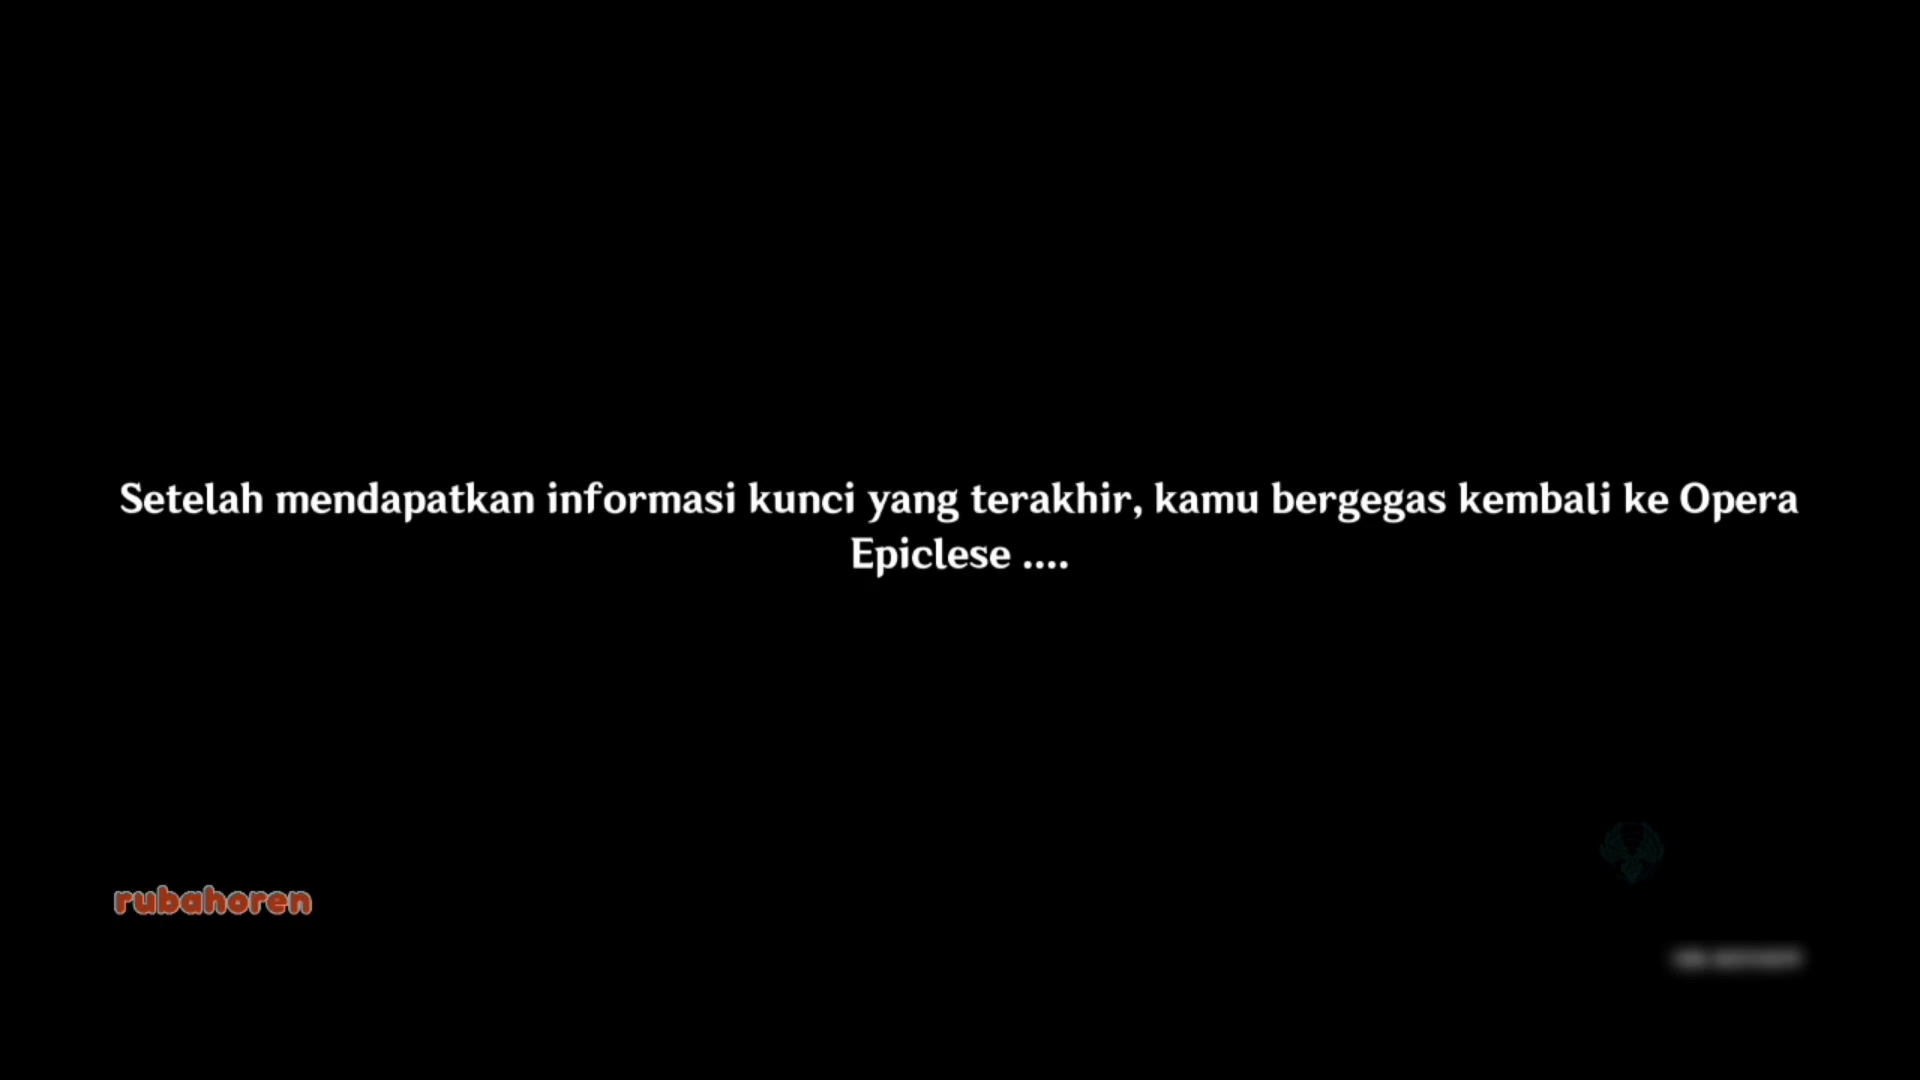 Setelah mendapatkan informasi kunci yang terakhir, kamu bergegas kembali ke Opera
Epiclese ....
rubahoren